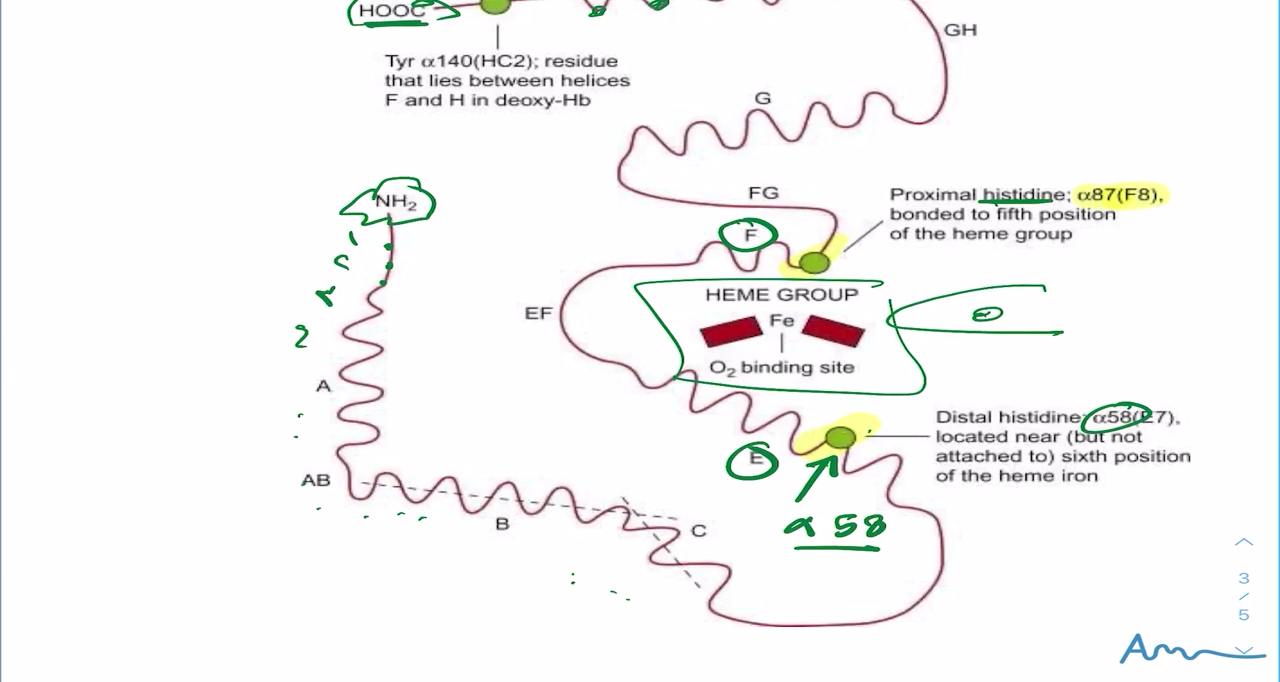 HOOC
GH
Tyr α140(HC2); residue
that lies between helices
F and H in deoxy-Hb
G
NH2
FG
Proximal histidine; α87(F8),
bonded to fifth position
of the heme group
F
HEME GROUP
EF
Fe
O2 binding site
A
Distal histidine; α58(E7),
located near (but not
attached to) sixth position
of the heme iron
E
AB
B
C
α 58
3
/
5